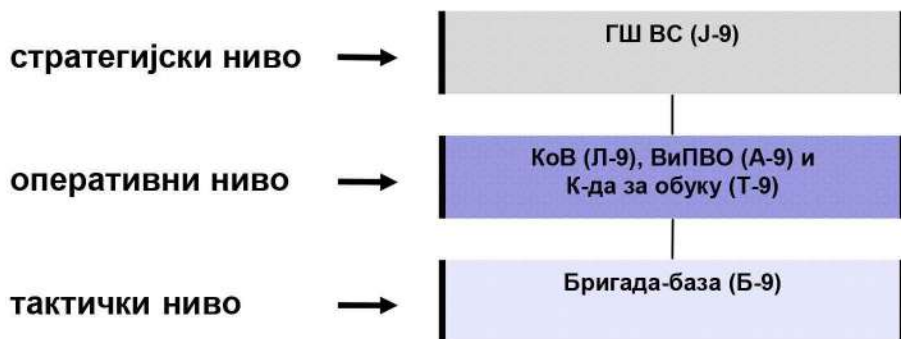 стратегијски ниво
ГШ ВС (Ј-9)
оперативни ниво
КоВ (Л-9), ВиПВО (А-9) и
К-да за обуку (Т-9)
тактички ниво
Бригада-база (Б-9)